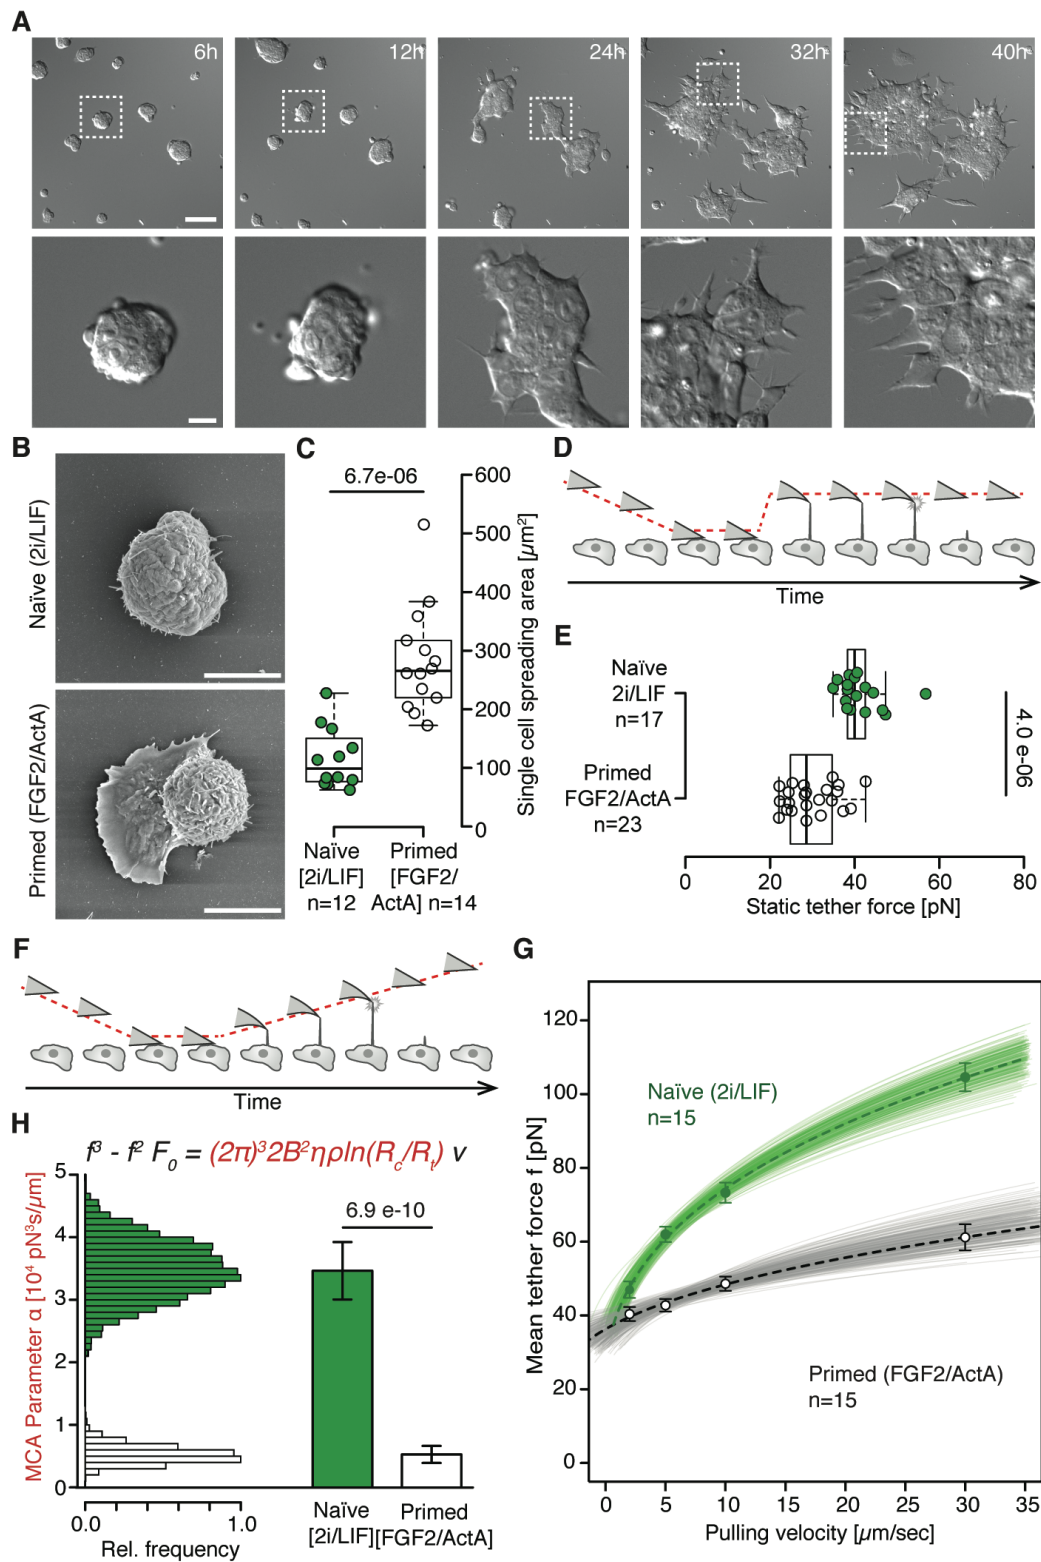 A
6h
12h
24h
32h
40h
B
Naïve (2i/LIF)
Primed (FGF2/ActA)
C
6.7e-06
600
500
400
300
200
100
0
Single cell spreading area [µm²]
Naïve
[2i/LIF]
n=12
Primed
[FGF2/
ActA] n=14
D
Time
E
Naïve
2i/LIF
n=17
Primed
FGF2/ActA
n=23
4.0 e-06
0 20 40 60 80
Static tether force [pN]
F
Time
G
120
100
80
60
40
20
0
Mean tether force f [pN]
Naïve (2i/LIF)
n=15
Primed (FGF2/ActA)
n=15
0 5 10 15 20 25 30 35
Pulling velocity [µm/sec]
H
f³ - f² F₀ = (2π)³2B²ηρln(R_c/R_t) v
5
4
3
2
1
0
MCA Parameter α [10⁴ pN³s/µm]
0 1.0
Rel. frequency
6.9 e-10
Naïve
[2i/LIF]
Primed
[FGF2/ActA]